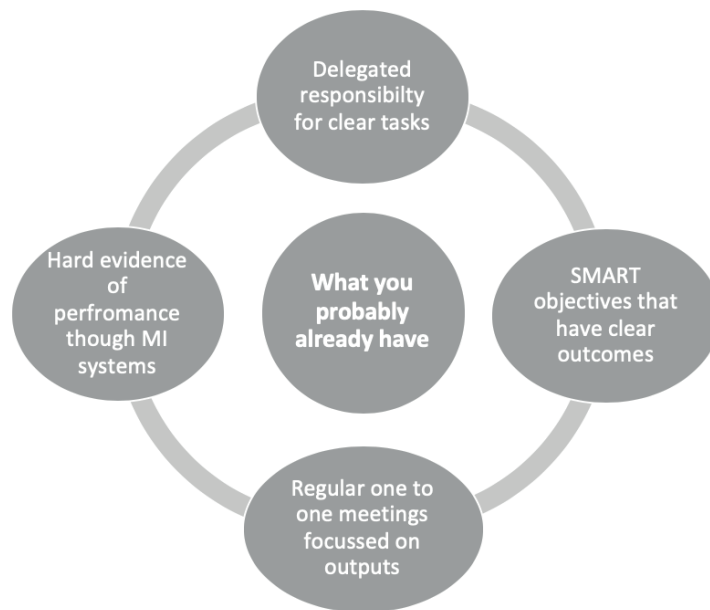 Delegated
responsibilty
for clear tasks
Hard evidence
of
perfromance
though MI
systems
What you
probably
already have
SMART
objectives that
have clear
outcomes
Regular one to
one meetings
focussed on
outputs